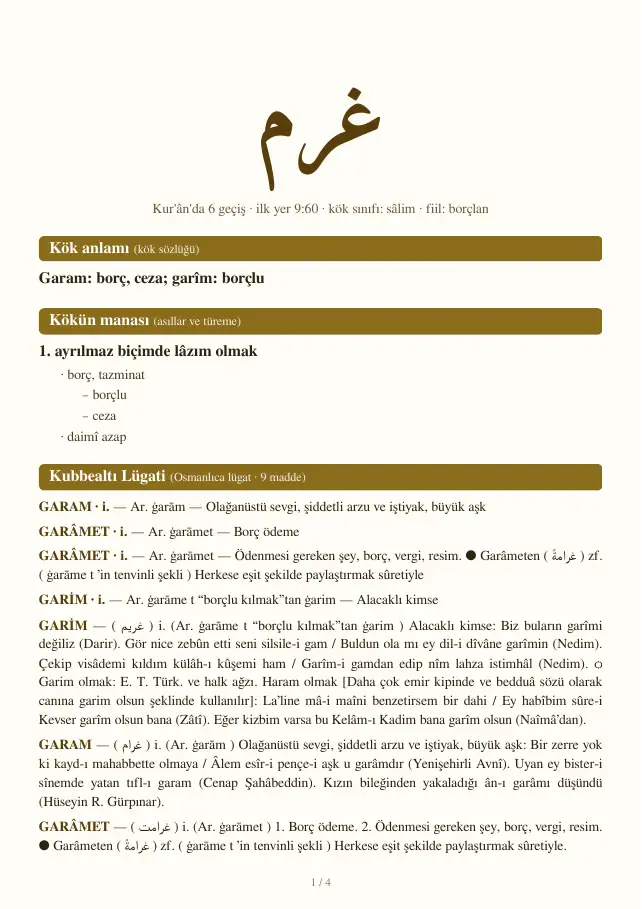 غرم
Kur'ân'da 6 geçiş · ilk yer 9:60 · kök sınıfı: sâlim · fiil: borçlan
Kök anlamı (kök sözlüğü)
Garam: borç, ceza; garîm: borçlu
Kökün manası (asıllar ve türeme)
1. ayrılmaz biçimde lâzım olmak
· borç, tazminat
– borçlu
– ceza
· daimî azap
Kubbealtı Lügati (Osmanlıca lügat · 9 madde)
GARAM · i. — Ar. ġarām — Olağanüstü sevgi, şiddetli arzu ve iştiyak, büyük aşk
GARÂMET · i. — Ar. ġarāmet — Borç ödeme
GARÂMET · i. — Ar. ġarāmet — Ödenmesi gereken şey, borç, vergi, resim. ● Garâmeten ( غرامةً ) zf.
( ġarāme t 'in tenvinli şekli ) Herkese eşit şekilde paylaştırmak sûretiyle
GARİM · i. — Ar. ġarāme t “borçlu kılmak”tan ġarim — Alacaklı kimse
GARİM — ( غريم ) i. (Ar. ġarāme t “borçlu kılmak”tan ġarim ) Alacaklı kimse: Biz buların garîmi
değiliz (Darir). Gör nice zebûn etti seni silsile-i gam / Buldun ola mı ey dil-i dîvâne garîmin (Nedim).
Çekip visâdemi kıldım külâh-ı kûşemi ham / Garîm-i gamdan edip nîm lahza istimhâl (Nedim). ○
Garim olmak: E. T. Türk. ve halk ağzı. Haram olmak [Daha çok emir kipinde ve bedduâ sözü olarak
canına garim olsun şeklinde kullanılır]: La’line mâ-i maîni benzetirsem bir dahi / Ey habîbim sûre-i
Kevser garîm olsun bana (Zâtî). Eğer kizbim varsa bu Kelâm-ı Kadim bana garîm olsun (Naîmâ’dan).
GARAM — ( غرام ) i. (Ar. ġarām ) Olağanüstü sevgi, şiddetli arzu ve iştiyak, büyük aşk: Bir zerre yok
ki kayd-ı mahabbette olmaya / Âlem esîr-i pençe-i aşk u garâmdır (Yenişehirli Avnî). Uyan ey bister-i
sînemde yatan tıfl-ı garam (Cenap Şahâbeddin). Kızın bileğinden yakaladığı ân-ı garâmı düşündü
(Hüseyin R. Gürpınar).
GARÂMET — ( غرامت ) i. (Ar. ġarāmet ) 1. Borç ödeme. 2. Ödenmesi gereken şey, borç, vergi, resim.
● Garâmeten ( غرامةً ) zf. ( ġarāme t ’in tenvinli şekli ) Herkese eşit şekilde paylaştırmak sûretiyle.
1 / 4